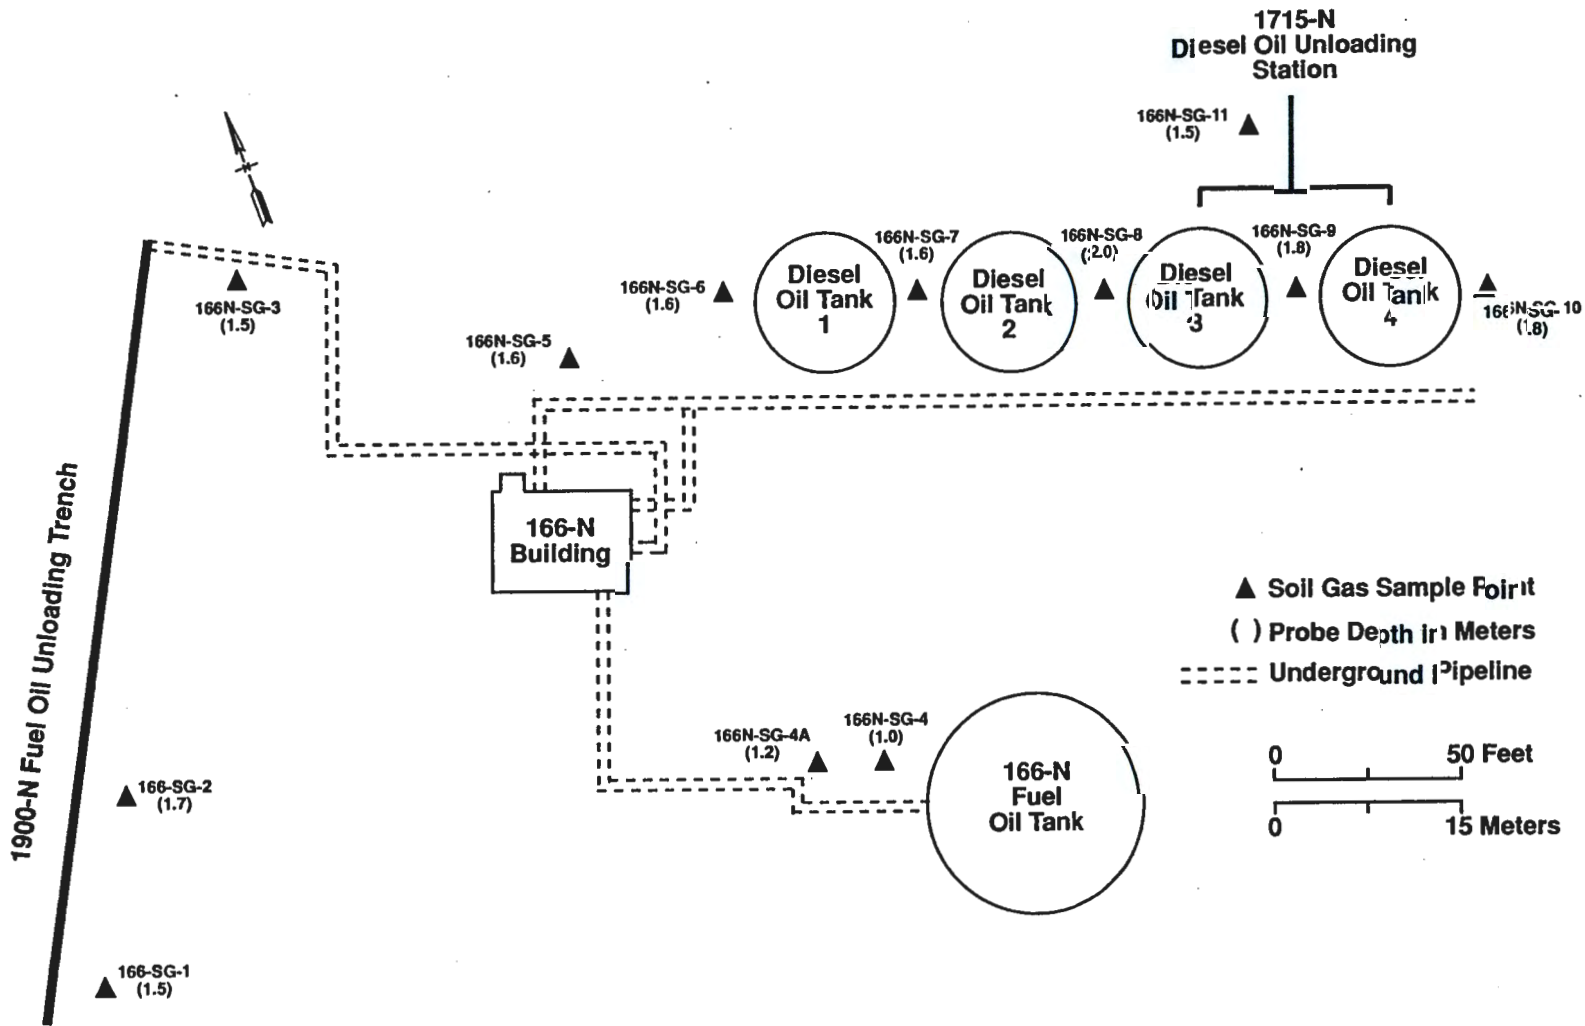 1715-N
Diesel Oil Unloading
Station
166N-SG-11
(1.5)
166N-SG-7
(1.6)
166N-SG-8
(2.0)
166N-SG-9
(1.8)
Diesel
Oil Tank
1
Diesel
Oil Tank
2
Diesel
Oil Tank
3
Diesel
Oil Tank
4
166N-SG-6
(1.6)
166N-SG-10
(1.8)
166N-SG-3
(1.5)
166N-SG-5
(1.6)
1900-N Fuel Oil Unloading Trench
166-N
Building
Soil Gas Sample Point
( ) Probe Depth in Meters
Underground Pipeline
166N-SG-4A
(1.2)
166N-SG-4
(1.0)
166-N
Fuel
Oil Tank
0 50 Feet
0 15 Meters
166-SG-2
(1.7)
166-SG-1
(1.5)